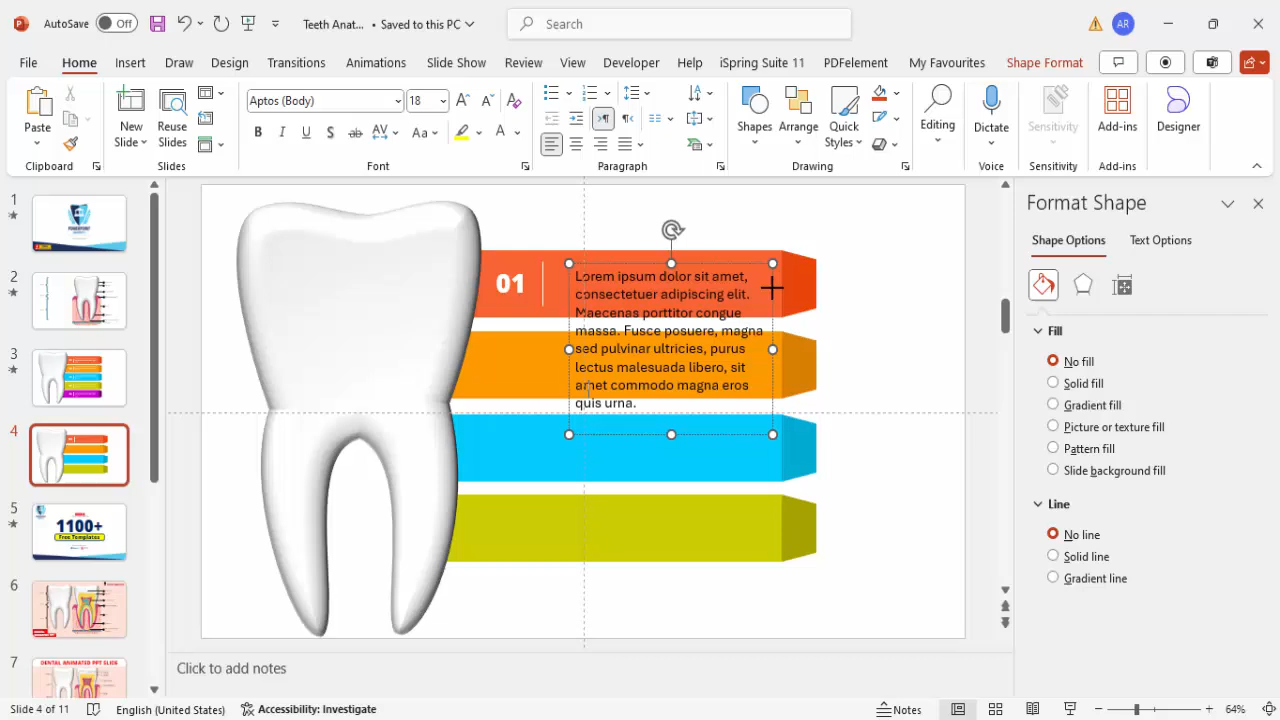 AutoSave Off Teeth Anat... • Saved to this PC Search AR
File Home Insert Draw Design Transitions Animations Slide Show Review View Developer Help iSpring Suite 11 PDFelement My Favourites Shape Format
Aptos (Body) 18
Paste New Slide Reuse Slides Shapes Arrange Quick Styles Editing Dictate Sensitivity Add-ins Designer
Clipboard Slides Font Paragraph Drawing Voice Sensitivity Add-ins
1
2
3
4
5
1100+
Free Templates
6
7
DENTAL ANIMATED PPT SLIDE
01
Lorem ipsum dolor sit amet,
consectetuer adipiscing elit.
Maecenas porttitor congue
massa. Fusce posuere, magna
sed pulvinar ultricies, purus
lectus malesuada libero, sit
amet commodo magna eros
quis urna.
Click to add notes
Format Shape
Shape Options Text Options
Fill
No fill
Solid fill
Gradient fill
Picture or texture fill
Pattern fill
Slide background fill
Line
No line
Solid line
Gradient line
Slide 4 of 11 English (United States) Accessibility: Investigate Notes 64%